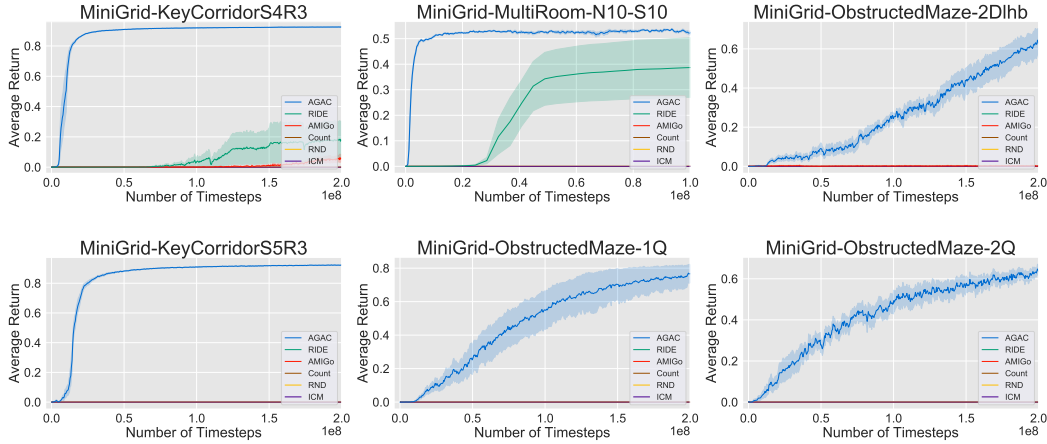 MiniGrid-KeyCorridorS4R3
Average Return
0.8
0.6
0.4
0.2
0.0
AGAC
RIDE
AMIGo
Count
RND
ICM
0.0 0.5 1.0 1.5 2.0
Number of Timesteps 1e8
MiniGrid-MultiRoom-N10-S10
Average Return
0.5
0.4
0.3
0.2
0.1
0.0
AGAC
RIDE
AMIGo
Count
RND
ICM
0.0 0.2 0.4 0.6 0.8 1.0
Number of Timesteps 1e8
MiniGrid-ObstructedMaze-2Dlhb
Average Return
0.6
0.4
0.2
0.0
AGAC
RIDE
AMIGo
Count
RND
ICM
0.0 0.5 1.0 1.5 2.0
Number of Timesteps 1e8
MiniGrid-KeyCorridorS5R3
Average Return
0.8
0.6
0.4
0.2
0.0
AGAC
RIDE
AMIGo
Count
RND
ICM
0.0 0.5 1.0 1.5 2.0
Number of Timesteps 1e8
MiniGrid-ObstructedMaze-1Q
Average Return
0.8
0.6
0.4
0.2
0.0
AGAC
RIDE
AMIGo
Count
RND
ICM
0.0 0.5 1.0 1.5 2.0
Number of Timesteps 1e8
MiniGrid-ObstructedMaze-2Q
Average Return
0.6
0.4
0.2
0.0
AGAC
RIDE
AMIGo
Count
RND
ICM
0.0 0.5 1.0 1.5 2.0
Number of Timesteps 1e8